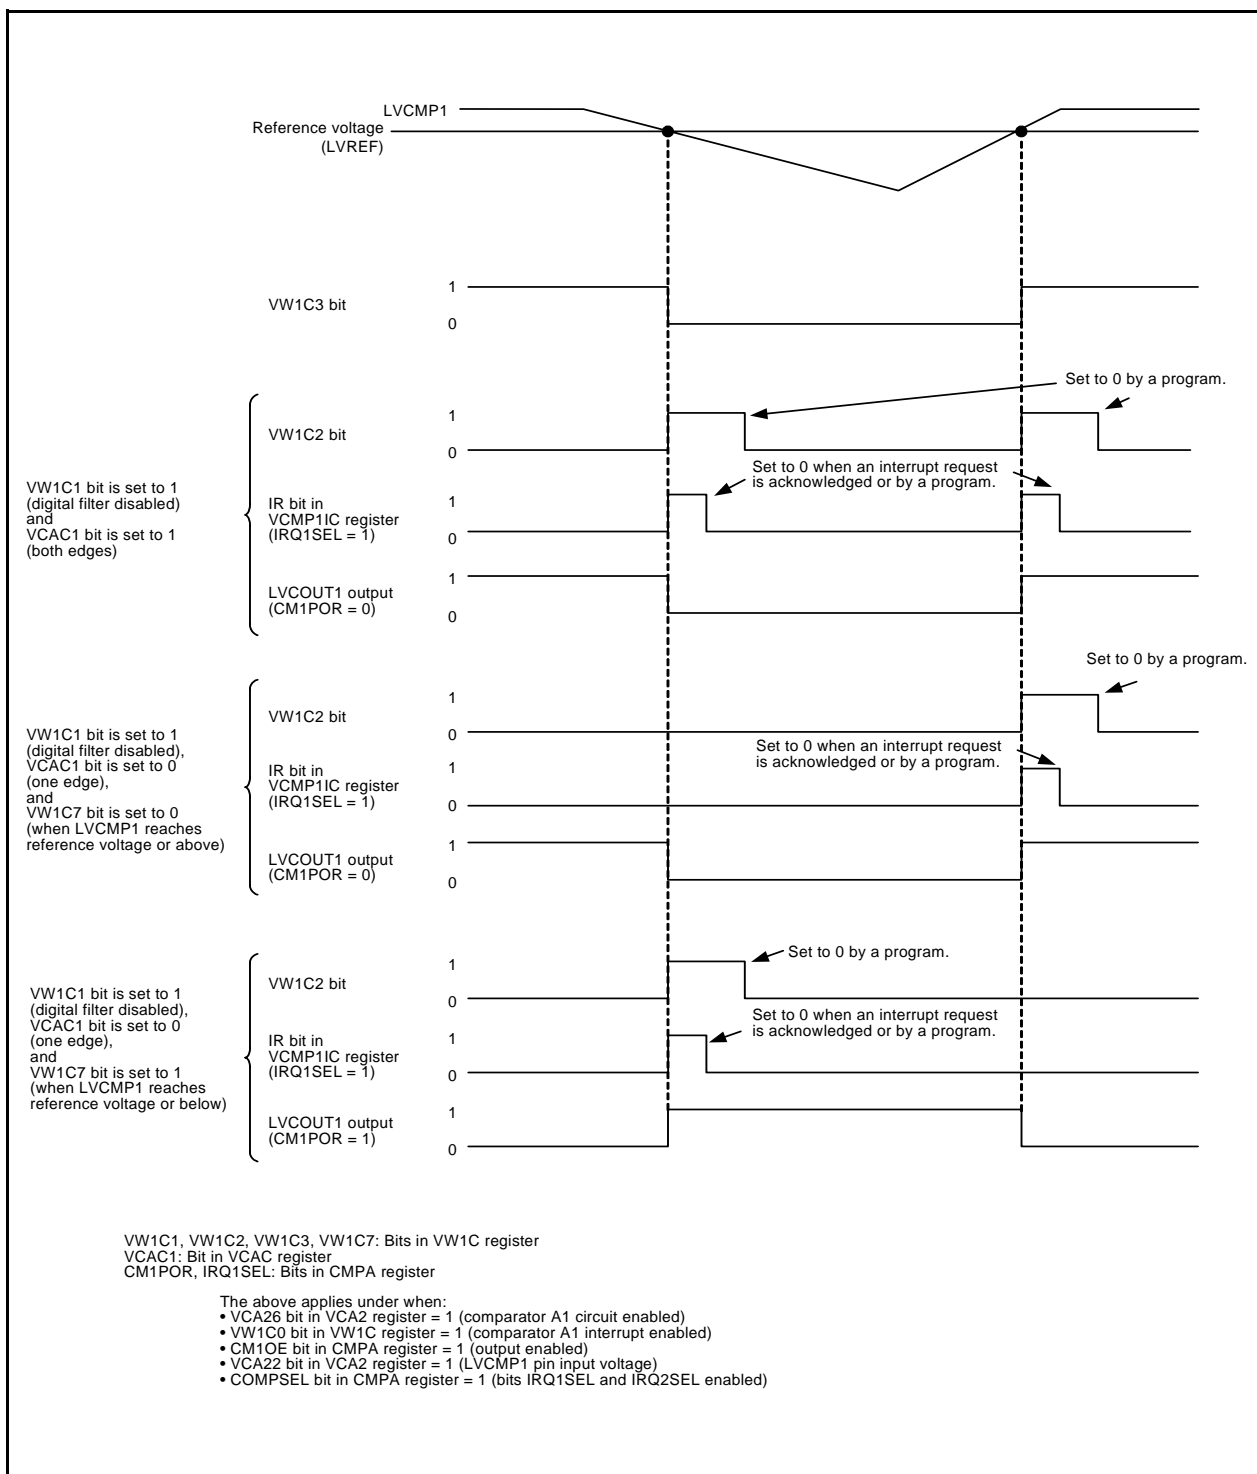 LVCMP1
Reference voltage
(LVREF)
1
VW1C3 bit
0
Set to 0 by a program.
1
VW1C2 bit
0
Set to 0 when an interrupt request
is acknowledged or by a program.
VW1C1 bit is set to 1
(digital filter disabled)
and
VCAC1 bit is set to 1
(both edges)
1
IR bit in
VCMP1IC register
(IRQ1SEL = 1)
0
1
LVCOUT1 output
(CM1POR = 0)
0
Set to 0 by a program.
1
VW1C2 bit
0
VW1C1 bit is set to 1
(digital filter disabled),
VCAC1 bit is set to 0
(one edge),
and
VW1C7 bit is set to 0
(when LVCMP1 reaches
reference voltage or above)
Set to 0 when an interrupt request
is acknowledged or by a program.
1
IR bit in
VCMP1IC register
(IRQ1SEL = 1)
0
1
LVCOUT1 output
(CM1POR = 0)
0
Set to 0 by a program.
1
VW1C2 bit
0
VW1C1 bit is set to 1
(digital filter disabled),
VCAC1 bit is set to 0
(one edge),
and
VW1C7 bit is set to 1
(when LVCMP1 reaches
reference voltage or below)
Set to 0 when an interrupt request
is acknowledged or by a program.
1
IR bit in
VCMP1IC register
(IRQ1SEL = 1)
0
1
LVCOUT1 output
(CM1POR = 1)
0
VW1C1, VW1C2, VW1C3, VW1C7: Bits in VW1C register
VCAC1: Bit in VCAC register
CM1POR, IRQ1SEL: Bits in CMPA register
The above applies under when:
• VCA26 bit in VCA2 register = 1 (comparator A1 circuit enabled)
• VW1C0 bit in VW1C register = 1 (comparator A1 interrupt enabled)
• CM1OE bit in CMPA register = 1 (output enabled)
• VCA22 bit in VCA2 register = 1 (LVCMP1 pin input voltage)
• COMPSEL bit in CMPA register = 1 (bits IRQ1SEL and IRQ2SEL enabled)